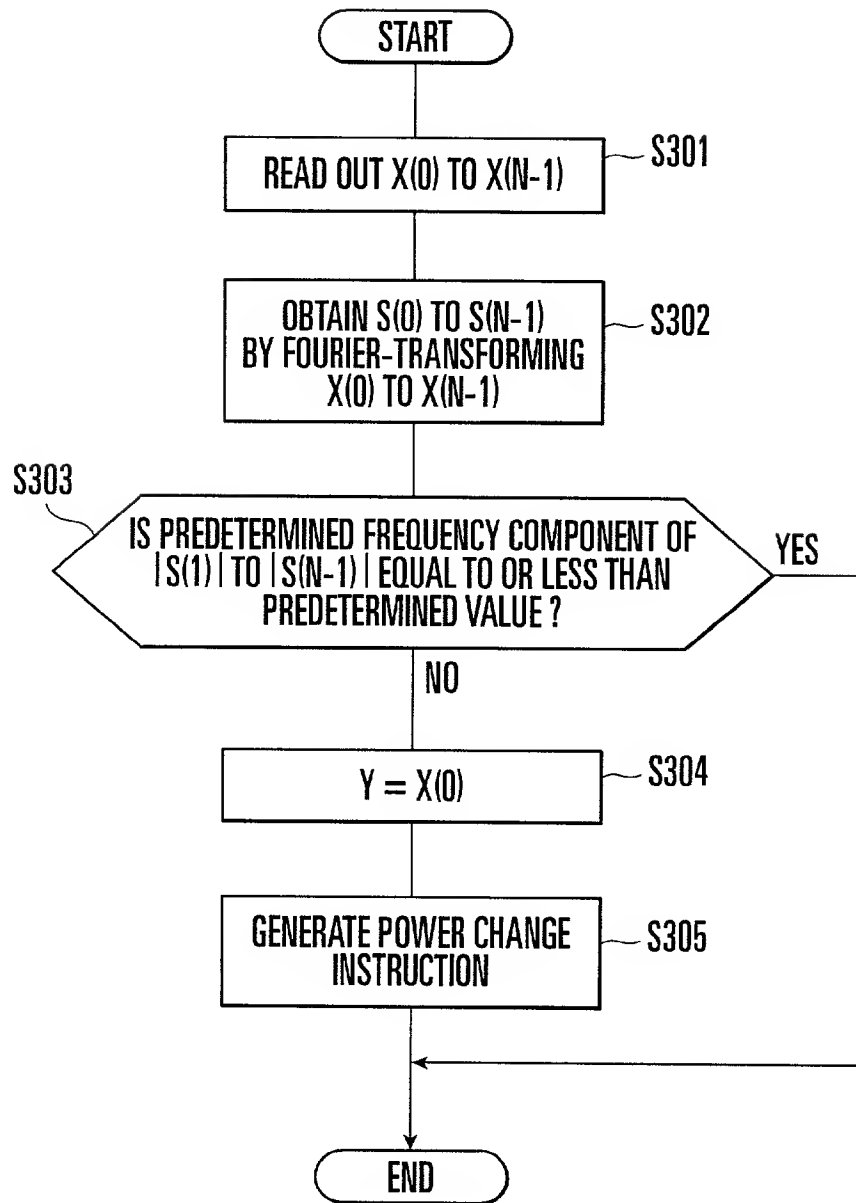 START
READ OUT X(0) TO X(N-1)
S301
OBTAIN S(0) TO S(N-1)
BY FOURIER-TRANSFORMING
X(0) TO X(N-1)
S302
S303
IS PREDETERMINED FREQUENCY COMPONENT OF
|S(1)| TO |S(N-1)| EQUAL TO OR LESS THAN
PREDETERMINED VALUE ?
YES
NO
Y = X(0)
S304
GENERATE POWER CHANGE
INSTRUCTION
S305
END